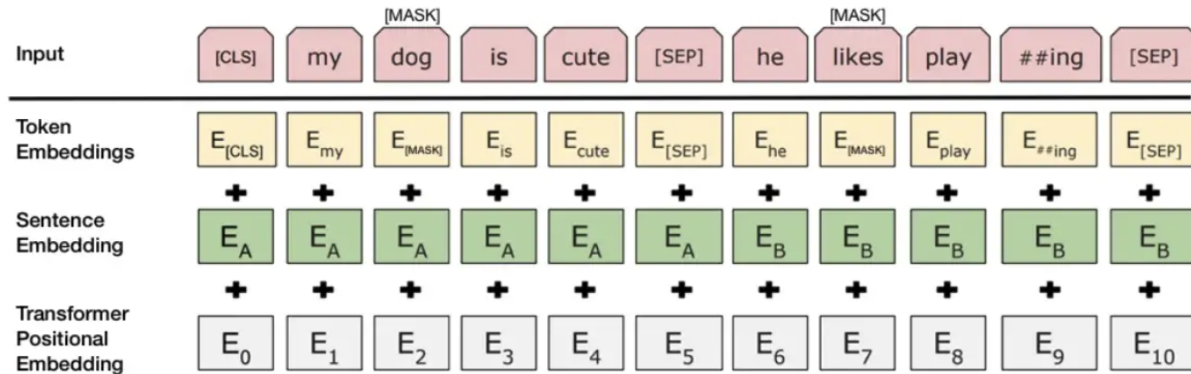 [MASK] [MASK]
Input [CLS] my dog is cute [SEP] he likes play ##ing [SEP]
Token
Embeddings
E[CLS] Emy E[MASK] Eis Ecute E[SEP] Ehe E[MASK] Eplay E##ing E[SEP]
+ + + + + + + + + + +
Sentence
Embedding
EA EA EA EA EA EA EB EB EB EB EB
+ + + + + + + + + + +
Transformer
Positional
Embedding
E0 E1 E2 E3 E4 E5 E6 E7 E8 E9 E10